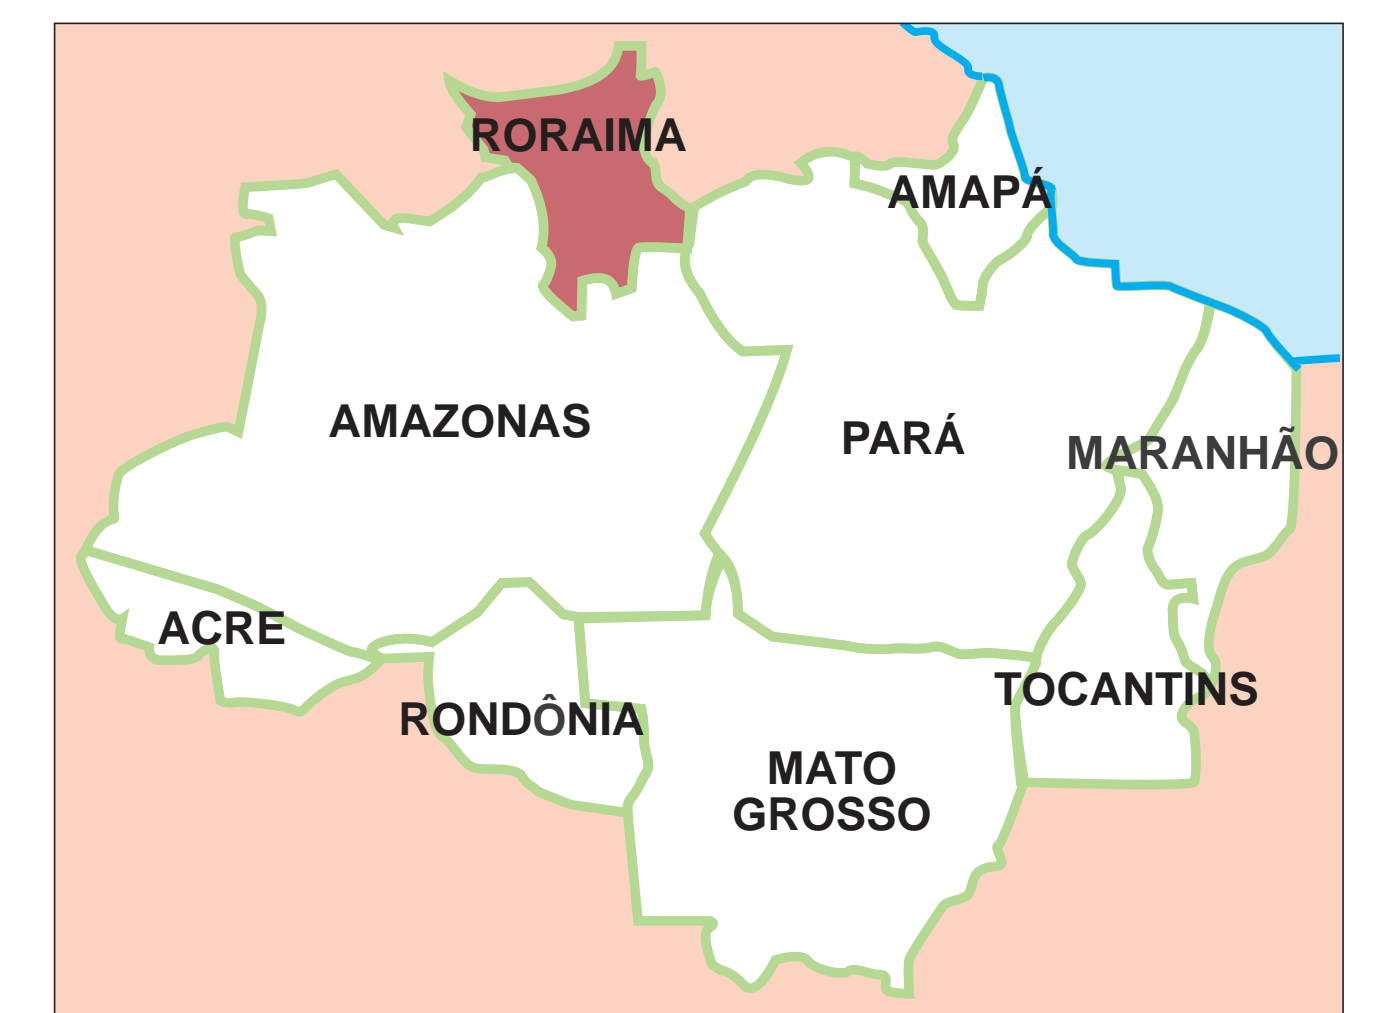 RORAIMA
AMAPÁ
AMAZONAS
PARÁ
MARANHÃO
ACRE
TOCANTINS
RONDÔNIA
MATO
GROSSO